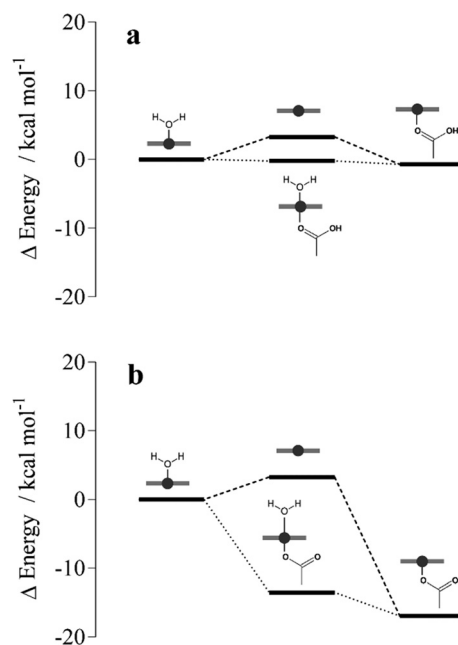 a
Δ Energy / kcal mol⁻¹
20
10
0
-10
-20
H H
O
O OH
H H
O
O OH
b
Δ Energy / kcal mol⁻¹
20
10
0
-10
-20
H H
O
H H
O
O O
O O